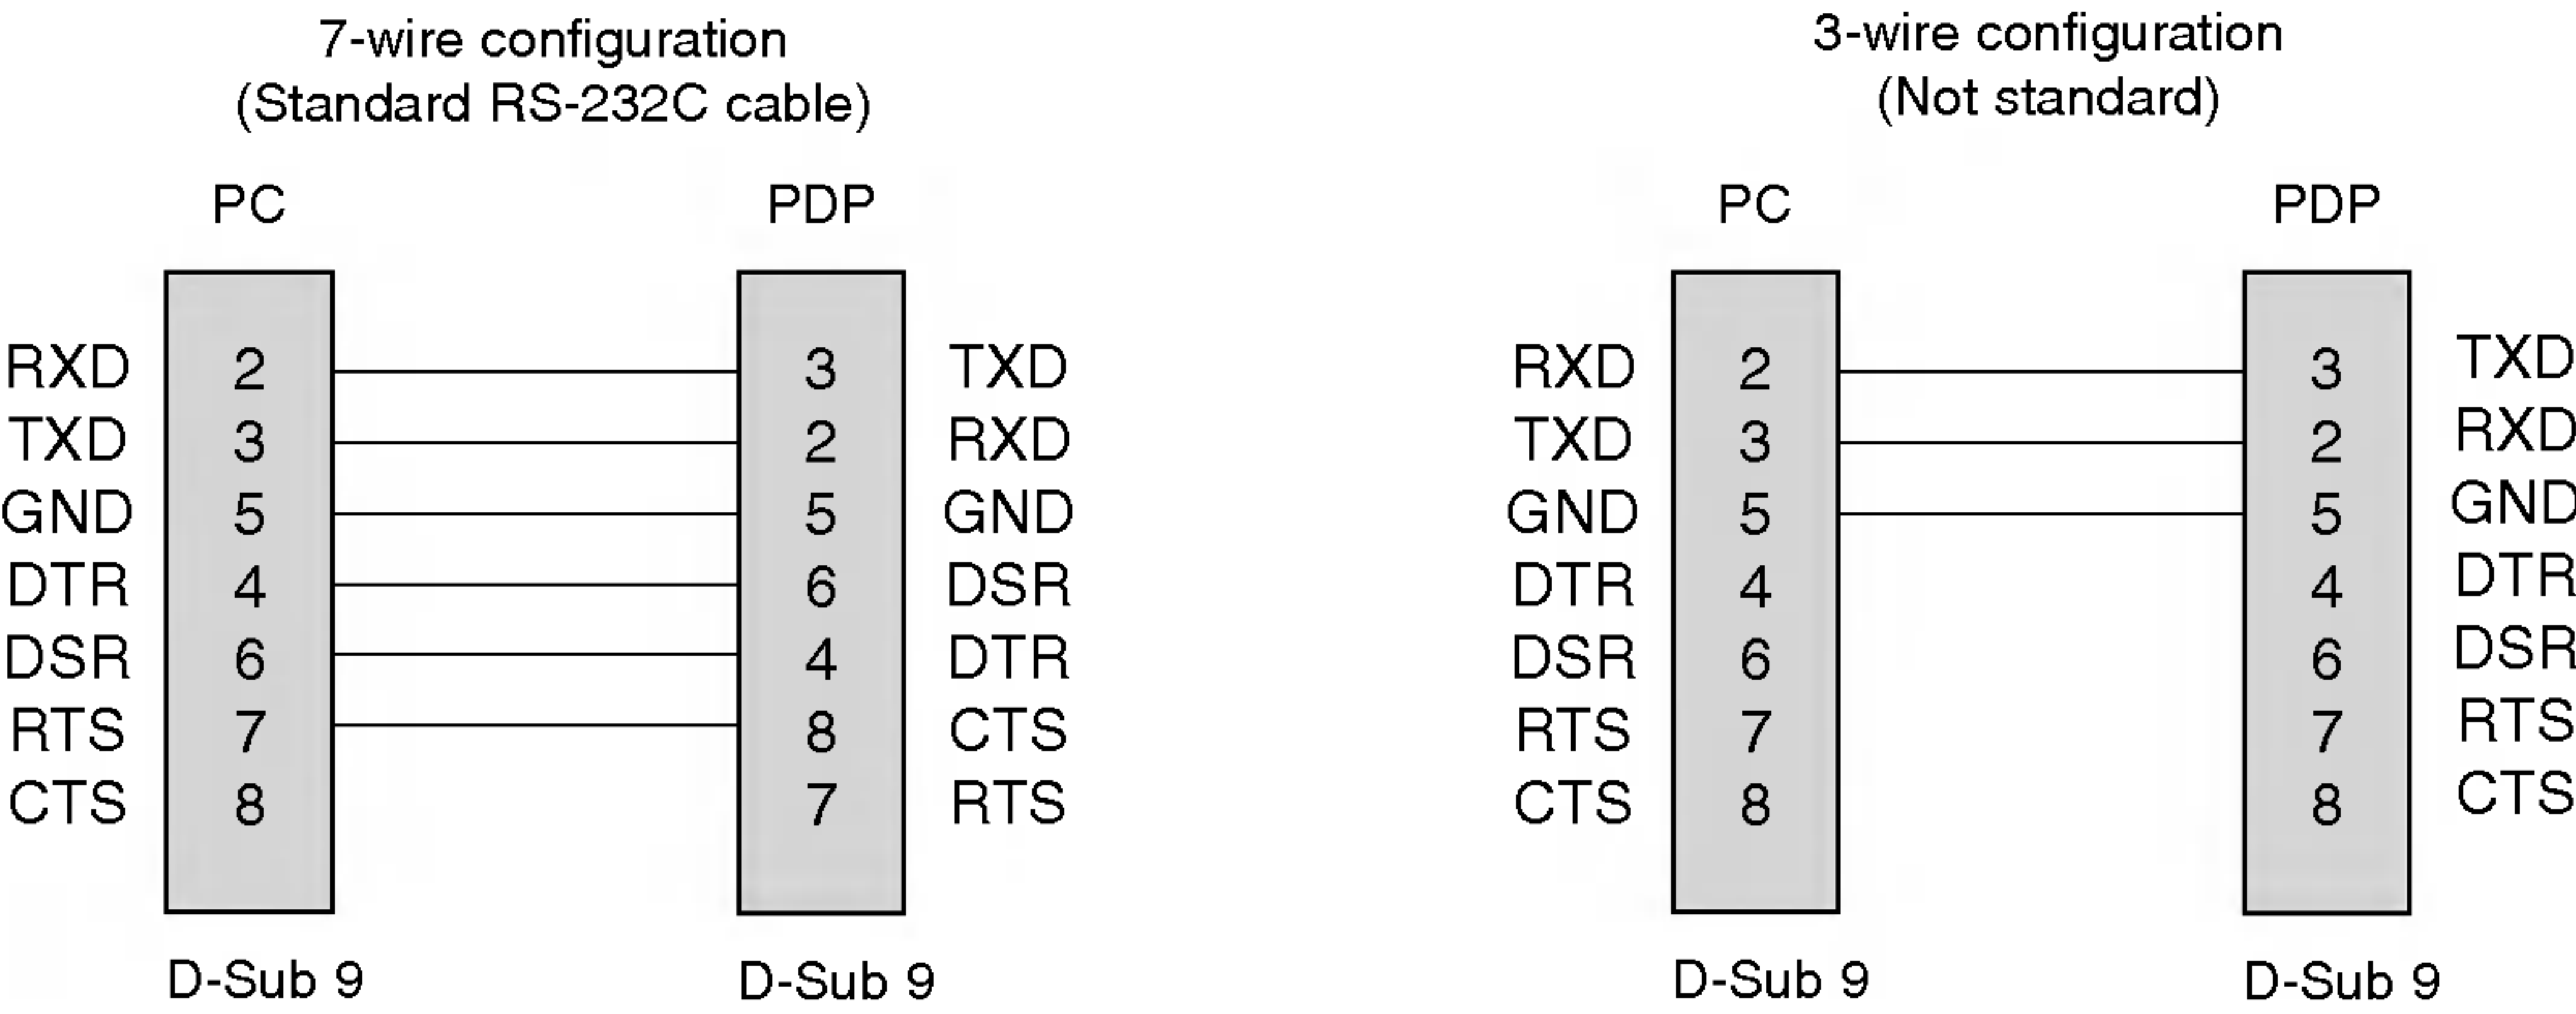 7-wire configuration
(Standard RS-232C cable)
PC PDP
RXD 2 3 TXD
TXD 3 2 RXD
GND 5 5 GND
DTR 4 6 DSR
DSR 6 4 DTR
RTS 7 8 CTS
CTS 8 7 RTS
D-Sub 9 D-Sub 9
3-wire configuration
(Not standard)
PC PDP
RXD 2 3 TXD
TXD 3 2 RXD
GND 5 5 GND
DTR 4 4 DTR
DSR 6 6 DSR
RTS 7 7 RTS
CTS 8 8 CTS
D-Sub 9 D-Sub 9